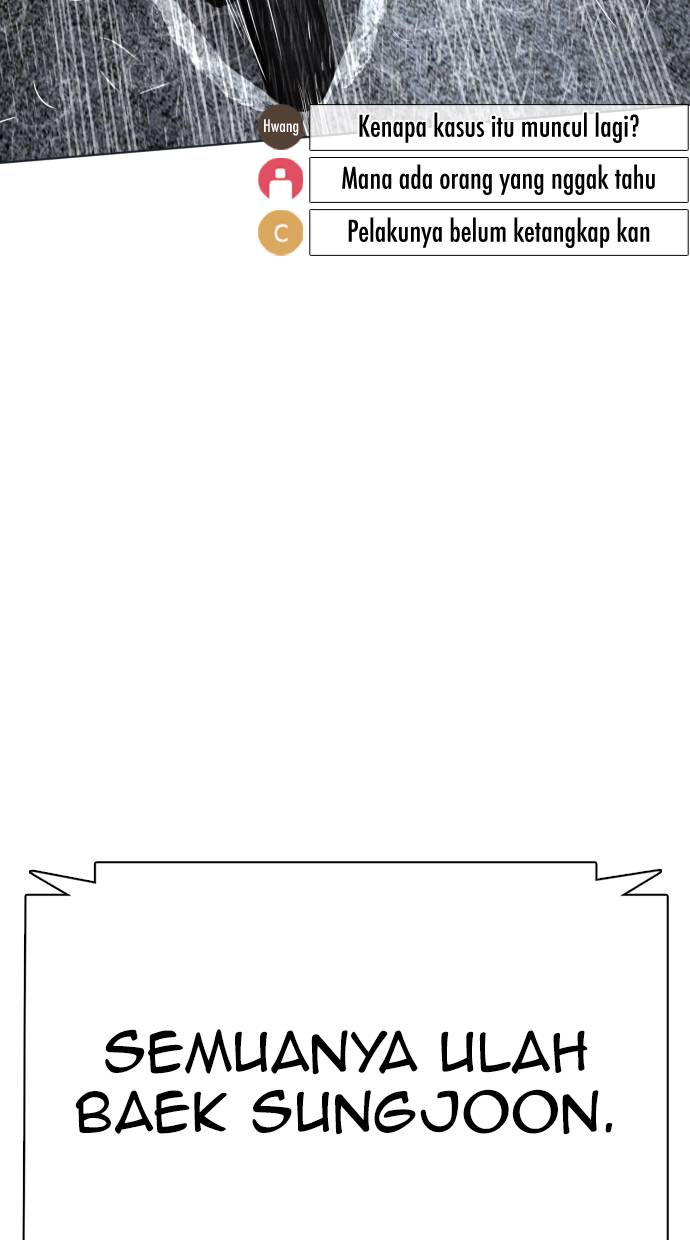 Hwang
Kenapa kasus itu muncul lagi?
Mana ada orang yang nggak tahu
C
Pelakunya belum ketangkap kan
SEMUANYA ULAH
BAEK SUNGJOON.